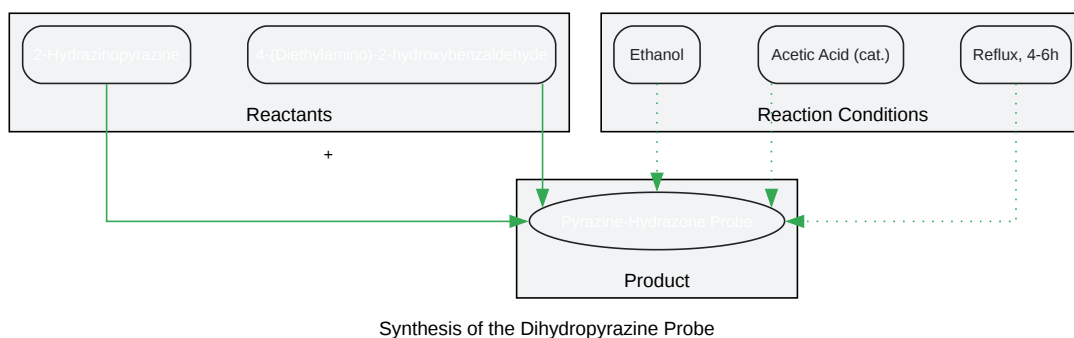 2-Hydrazinopyrazine
4-(Diethylamino)-2-hydroxybenzaldehyde
Reactants
Ethanol
Acetic Acid (cat.)
Reflux, 4-6h
Reaction Conditions
+
Pyrazine-Hydrazone Probe
Product
Synthesis of the Dihydropyrazine Probe